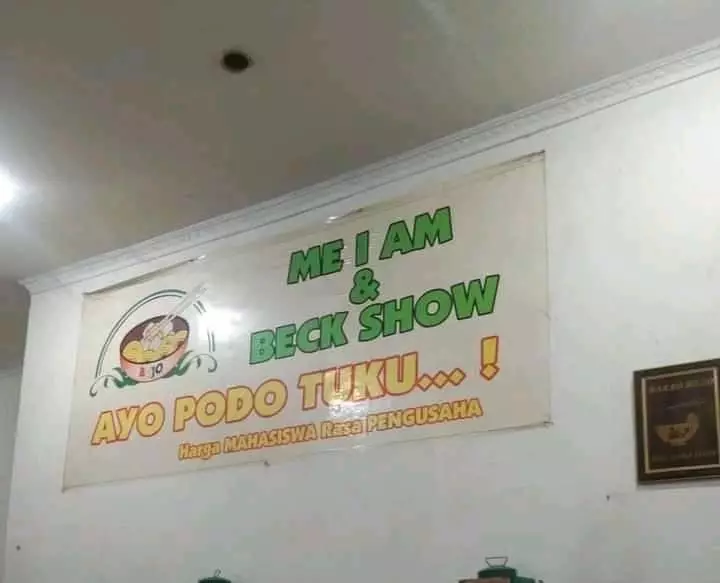 ME I AM
&
BECK SHOW
AYO PODO TUKU... !
Harga MAHASISWA Rasa PENGUSAHA